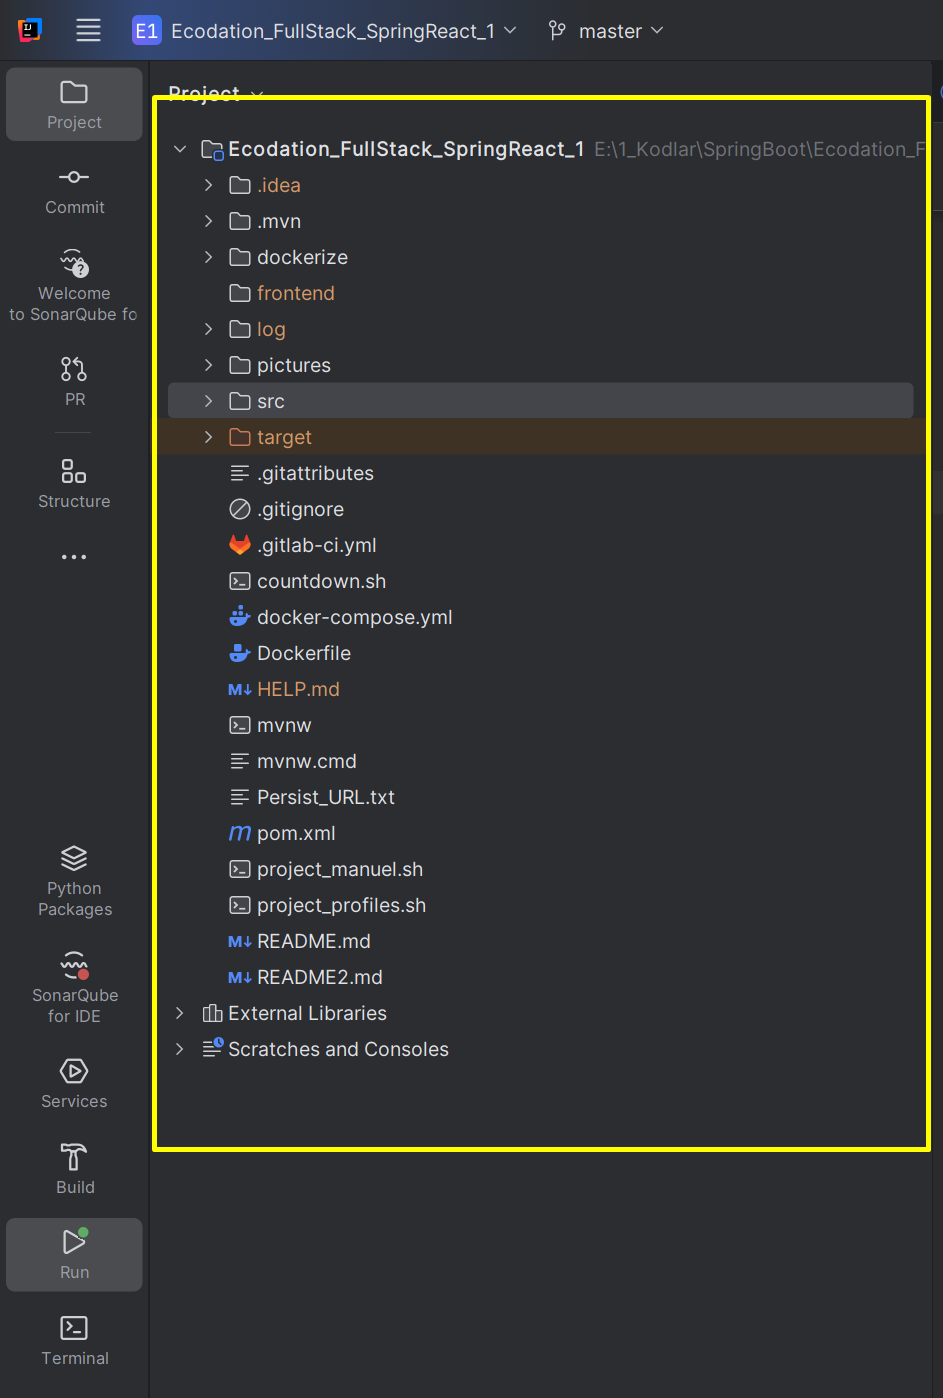 E1 Ecodation_FullStack_SpringReact_1 master
Project
Project
Commit
Welcome
to SonarQube fo
PR
Structure
Python
Packages
SonarQube
for IDE
Services
Build
Run
Terminal
Ecodation_FullStack_SpringReact_1 E:\1_Kodlar\SpringBoot\Ecodation_F
.idea
.mvn
dockerize
frontend
log
pictures
src
target
.gitattributes
.gitignore
.gitlab-ci.yml
countdown.sh
docker-compose.yml
Dockerfile
M↓ HELP.md
mvnw
mvnw.cmd
Persist_URL.txt
m pom.xml
project_manuel.sh
project_profiles.sh
M↓ README.md
M↓ README2.md
External Libraries
Scratches and Consoles